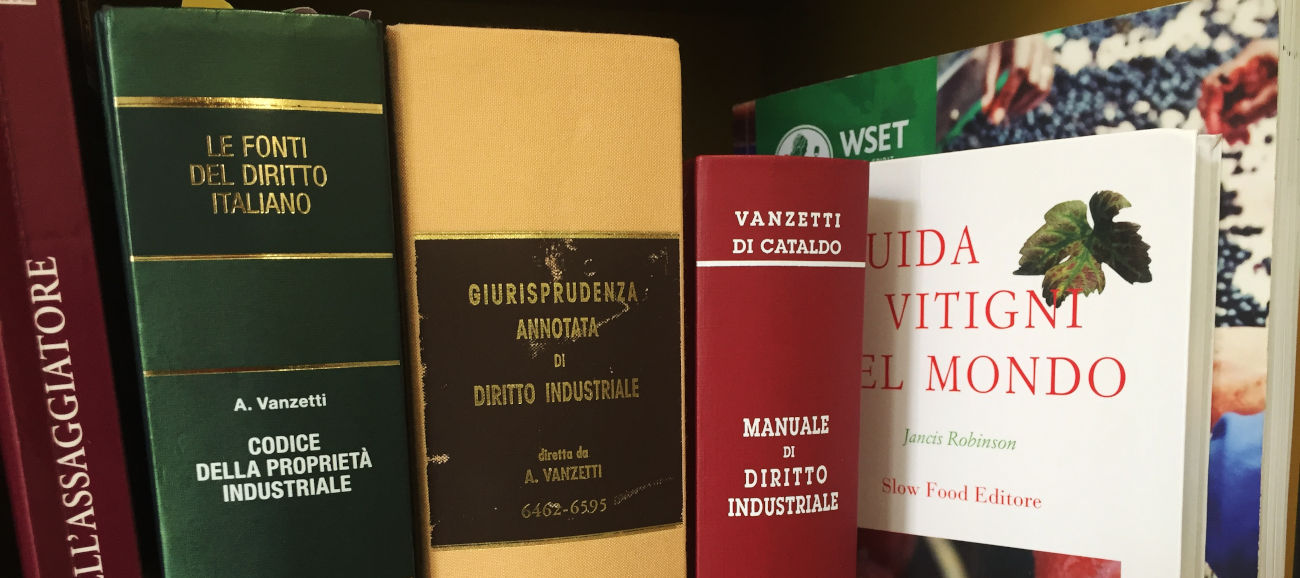 ELL'ASSAGGIATORE
LE FONTI
DEL DIRITTO
ITALIANO
A. Vanzetti
CODICE
DELLA PROPRIETÀ
INDUSTRIALE
GIURISPRUDENZA
ANNOTATA
DI
DIRITTO INDUSTRIALE
diretta da
A. VANZETTI
6462-6595
VANZETTI
DI CATALDO
MANUALE
DI
DIRITTO
INDUSTRIALE
WSET
UIDA
VITIGNI
EL MONDO
Jancis Robinson
Slow Food Editore